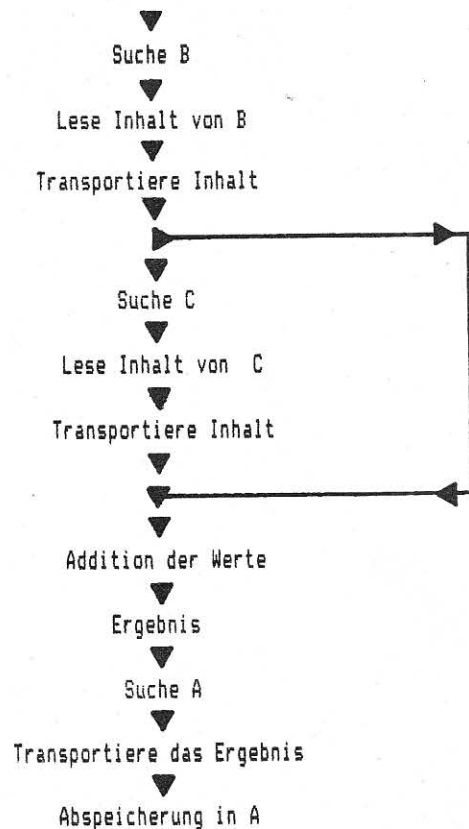 Suche B
Lese Inhalt von B
Transportiere Inhalt
Suche C
Lese Inhalt von  C
Transportiere Inhalt
Addition der Werte
Ergebnis
Suche A
Transportiere das Ergebnis
Abspeicherung in A